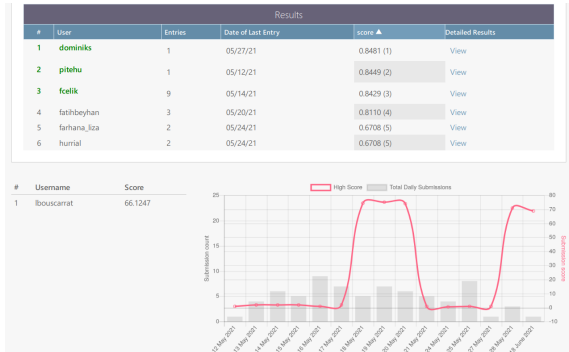 Results
# User Entries Date of Last Entry score ▲ Detailed Results
1 dominiks 1 05/27/21 0.8481 (1) View
2 pitehu 1 05/12/21 0.8449 (2) View
3 fcelik 9 05/14/21 0.8429 (3) View
4 fatihbeyhan 3 05/20/21 0.8110 (4) View
5 farhana_liza 2 05/24/21 0.6708 (5) View
6 hurrial 2 05/24/21 0.6708 (5) View
# Username Score
1 lbouscarrat 66.1247
High Score Total Daily Submissions
25 20 15 10 5 0
Submission count
80 70 60 50 40 30 20 10 0 -10
Submission score
12 May 2021 13 May 2021 14 May 2021 15 May 2021 16 May 2021 17 May 2021 18 May 2021 19 May 2021 20 May 2021 21 May 2021 24 May 2021 25 May 2021 27 May 2021 28 May 2021 18 June 2021